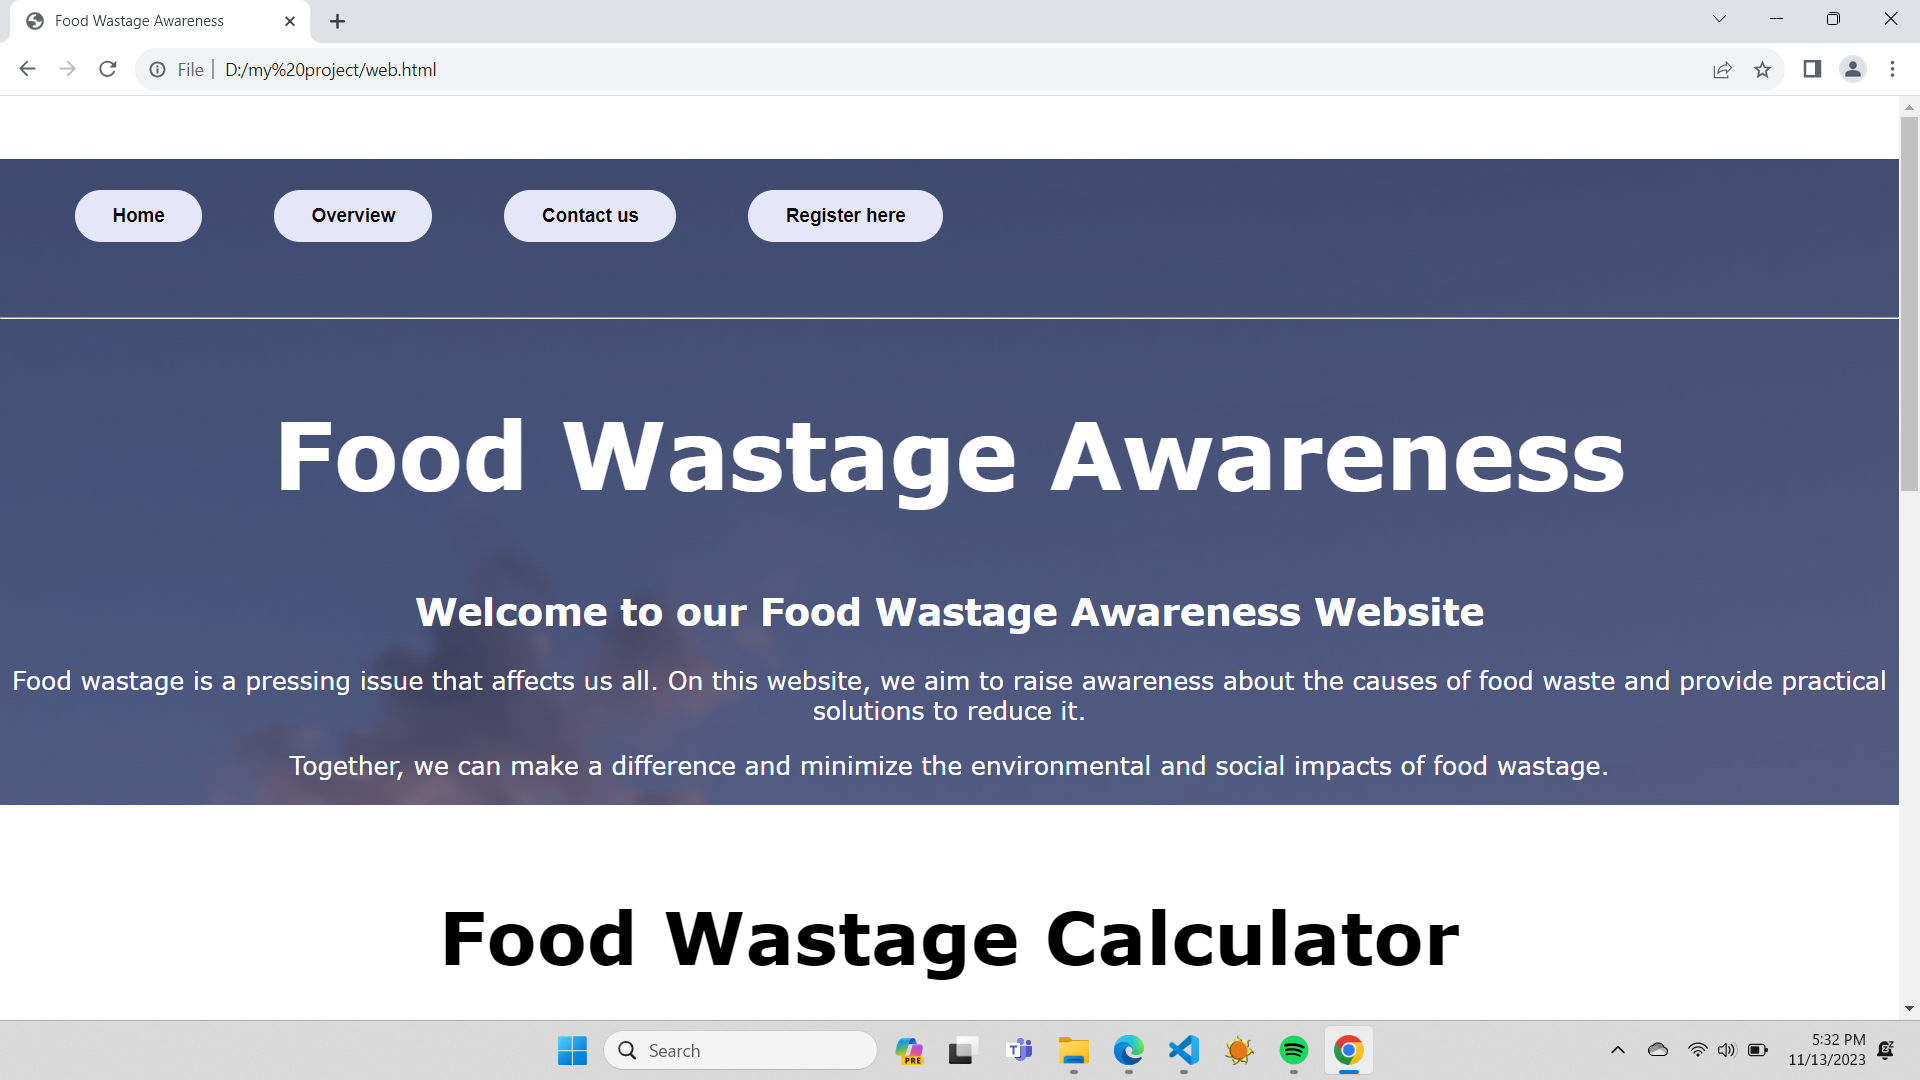 Food Wastage Awareness
File
D:/my%20project/web.html
Home
Overview
Contact us
Register here
Food Wastage Awareness
Welcome to our Food Wastage Awareness Website
Food wastage is a pressing issue that affects us all. On this website, we aim to raise awareness about the causes of food waste and provide practical
solutions to reduce it.
Together, we can make a difference and minimize the environmental and social impacts of food wastage.
Food Wastage Calculator
Search
PRE
T
5:32 PM
11/13/2023